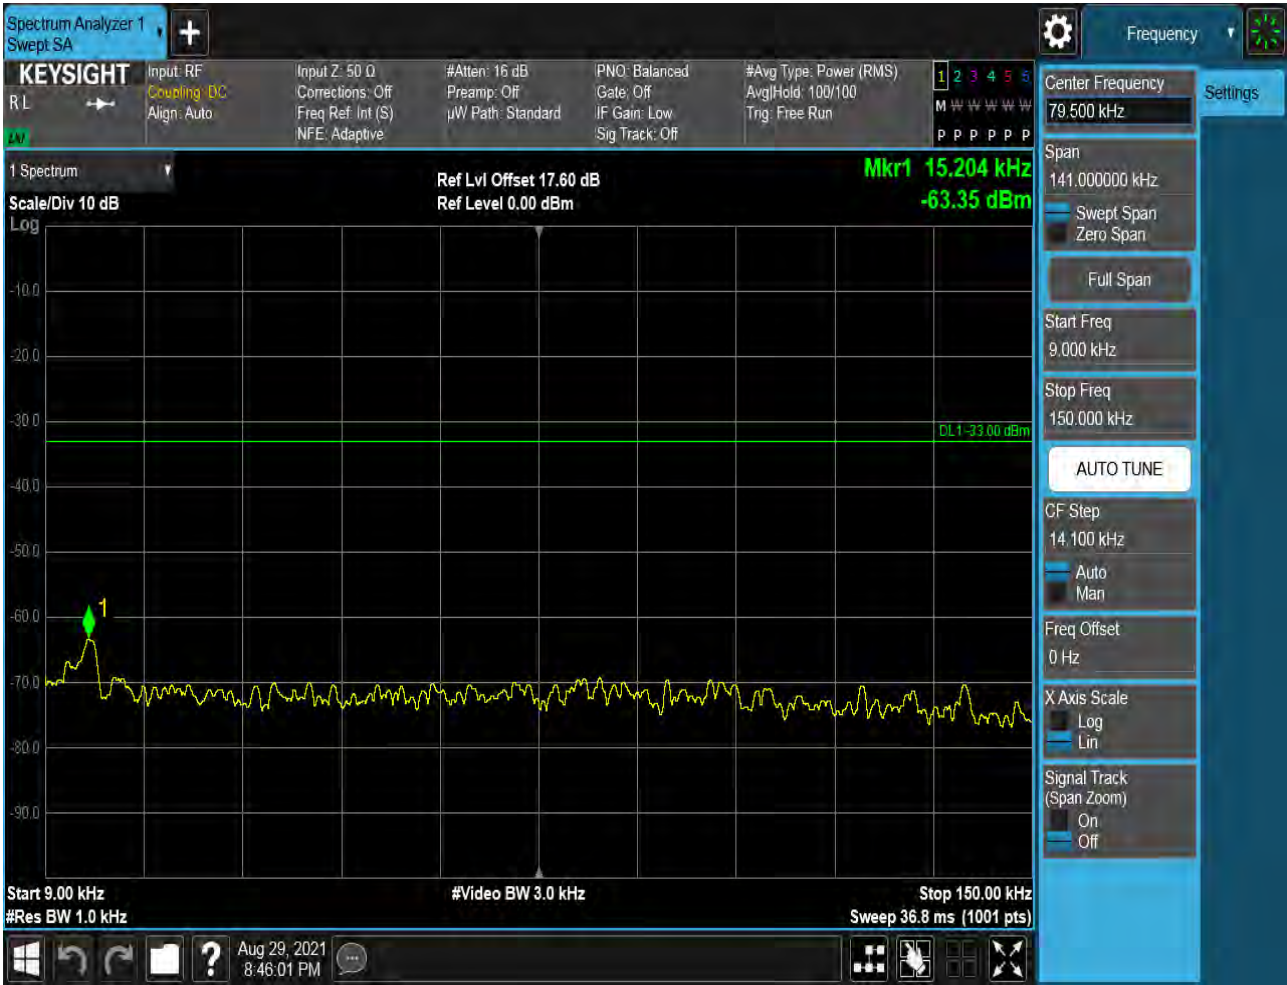 Spectrum Analyzer 1
Swept SA
+
Frequency
KEYSIGHT
R L
LXI
Input: RF
Coupling: DC
Align: Auto
Input Z: 50 Ω
Corrections: Off
Freq Ref: Int (S)
NFE: Adaptive
#Atten: 16 dB
Preamp: Off
µW Path: Standard
PNO: Balanced
Gate: Off
IF Gain: Low
Sig Track: Off
#Avg Type: Power (RMS)
Avg|Hold: 100/100
Trig: Free Run
1 2 3 4 5 6
M W W W W W
P P P P P P
1 Spectrum
Scale/Div 10 dB
Log
Ref Lvl Offset 17.60 dB
Ref Level 0.00 dBm
Mkr1 15.204 kHz
-63.35 dBm
-10.0
-20.0
-30.0
DL1 -33.00 dBm
-40.0
-50.0
-60.0
1
-70.0
-80.0
-90.0
Start 9.00 kHz
#Res BW 1.0 kHz
#Video BW 3.0 kHz
Stop 150.00 kHz
Sweep 36.8 ms (1001 pts)
Center Frequency
79.500 kHz
Settings
Span
141.000000 kHz
Swept Span
Zero Span
Full Span
Start Freq
9.000 kHz
Stop Freq
150.000 kHz
AUTO TUNE
CF Step
14.100 kHz
Auto
Man
Freq Offset
0 Hz
X Axis Scale
Log
Lin
Signal Track
(Span Zoom)
On
Off
?
Aug 29, 2021
8:46:01 PM